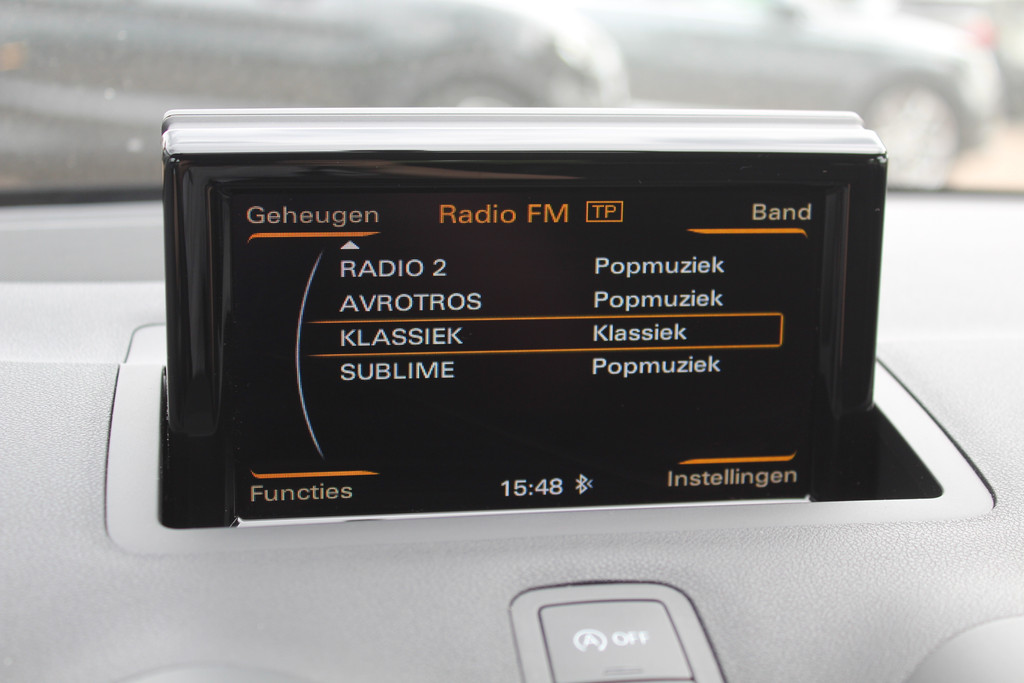 Geheugen Radio FM TP Band
RADIO 2 Popmuziek
AVROTROS Popmuziek
KLASSIEK Klassiek
SUBLIME Popmuziek
Functies 15:48 Instellingen
A OFF